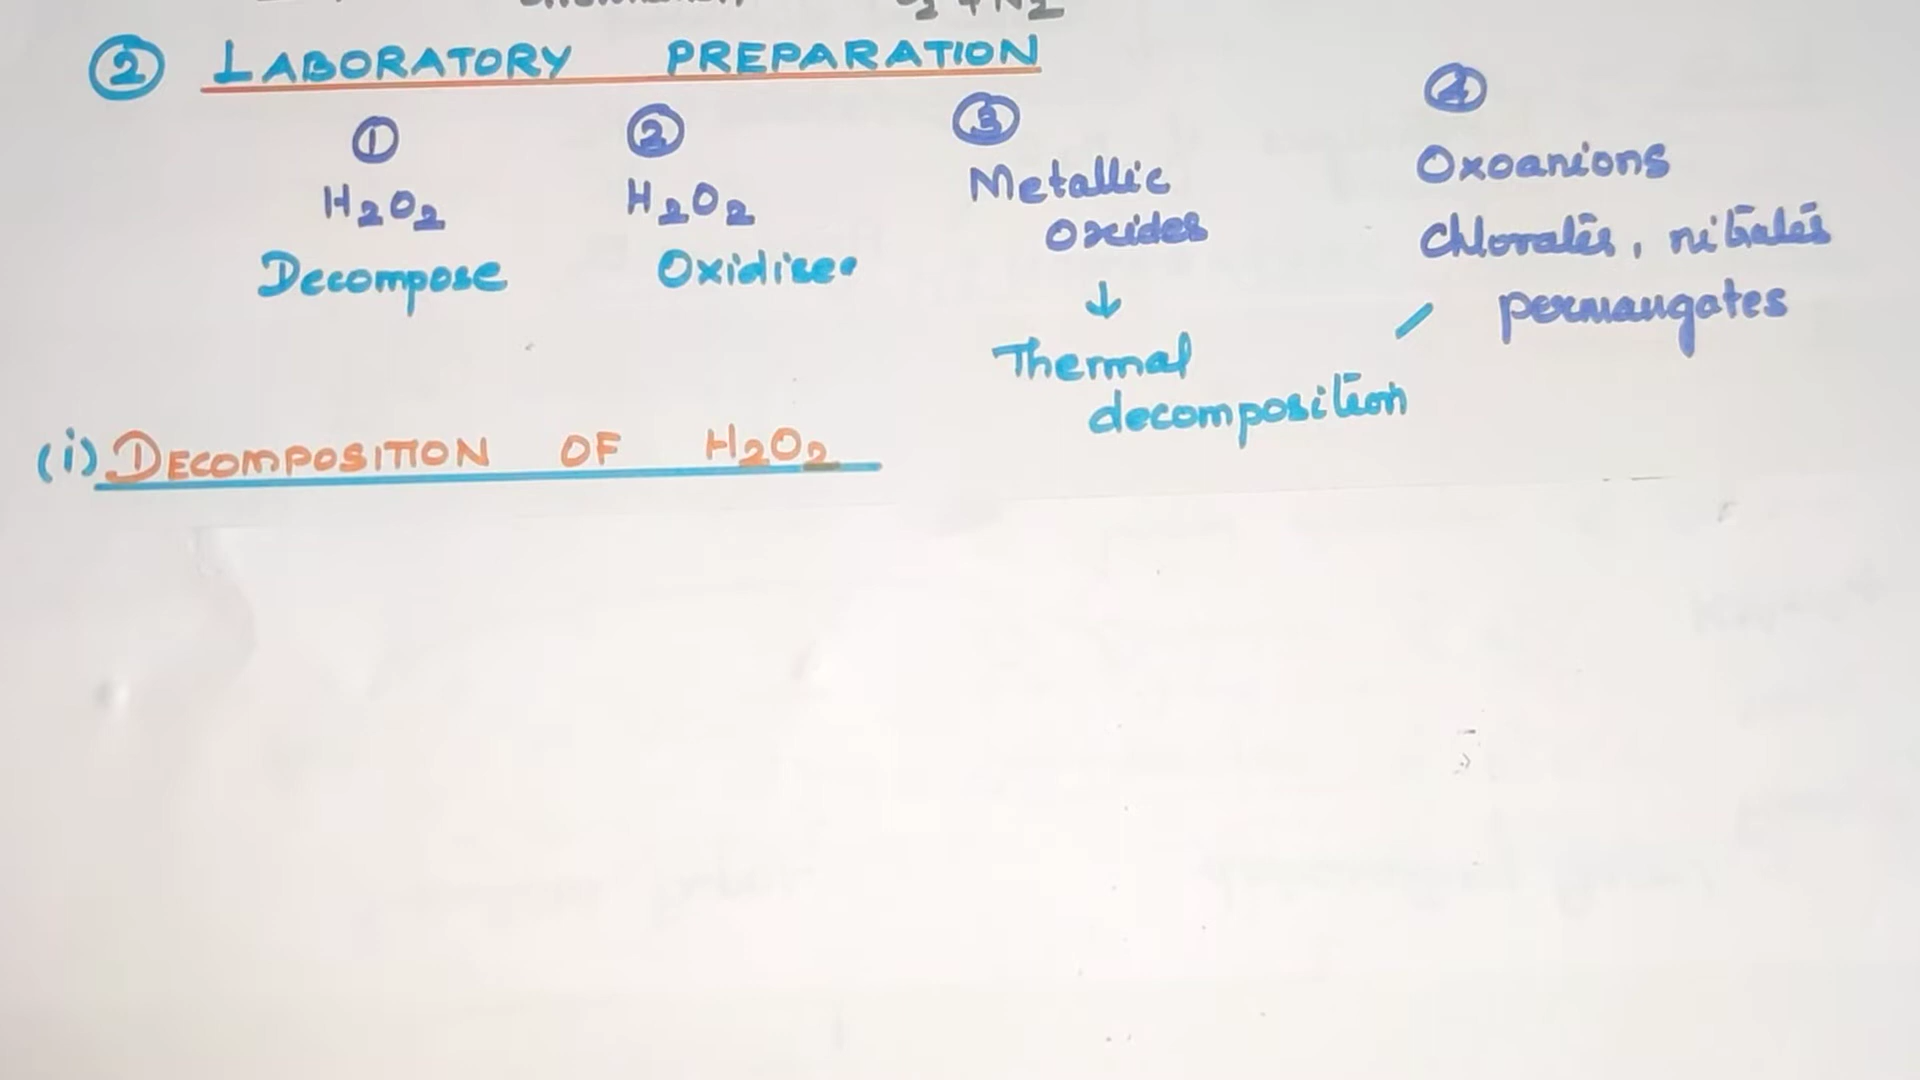 ② LABORATORY PREPARATION
① ② ③ ④
H2O2 H2O2 Metallic oxides
Decompose Oxidiser
↓
Thermal decomposition
Oxoanions
Chlorates, nitrates
permangates
(i) DECOMPOSITION OF H2O2